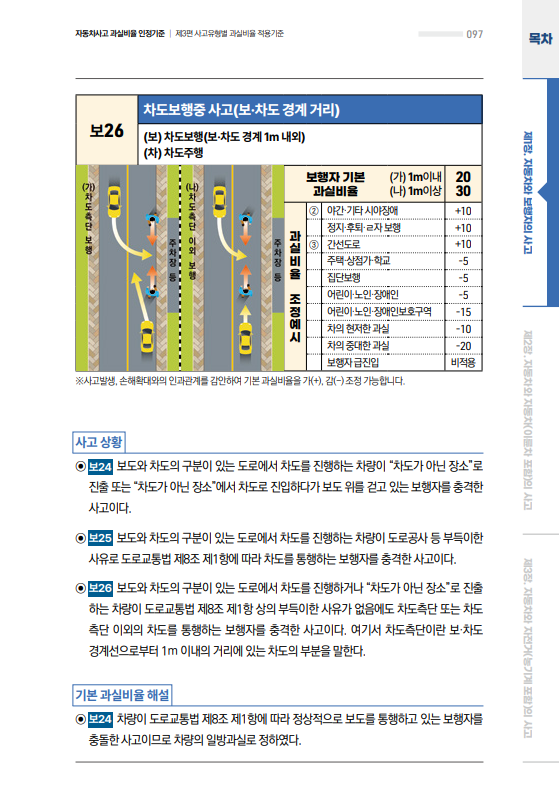 자동차사고 과실비율 인정기준 | 제3편 사고유형별 과실비율 적용기준
097
목차
보26
차도보행중 사고(보·차도 경계 거리)
(보) 차도보행(보·차도 경계 1m 내외)
(차) 차도주행
(가) 차도측단 보행
주차장 등
(나) 차도측단 이외 보행
주차장 등
보행자 기본 과실비율
(가) 1m이내 20
(나) 1m이상 30
과실비율 조정예시
② 야간·기타 시야장애 +10
정지·후퇴·ㄹ자 보행 +10
③ 간선도로 +10
주택·상점가·학교 -5
집단보행 -5
어린이·노인·장애인 -5
어린이·노인·장애인보호구역 -15
차의 현저한 과실 -10
차의 중대한 과실 -20
보행자 급진입 비적용
※사고발생, 손해확대와의 인과관계를 감안하여 기본 과실비율을 가(+), 감(-) 조정 가능합니다.
사고 상황
◉ 보24 보도와 차도의 구분이 있는 도로에서 차도를 진행하는 차량이 “차도가 아닌 장소”로
진출 또는 “차도가 아닌 장소”에서 차도로 진입하다가 보도 위를 걷고 있는 보행자를 충격한
사고이다.
◉ 보25 보도와 차도의 구분이 있는 도로에서 차도를 진행하는 차량이 도로공사 등 부득이한
사유로 도로교통법 제8조 제1항에 따라 차도를 통행하는 보행자를 충격한 사고이다.
◉ 보26 보도와 차도의 구분이 있는 도로에서 차도를 진행하거나 “차도가 아닌 장소”로 진출
하는 차량이 도로교통법 제8조 제1항 상의 부득이한 사유가 없음에도 차도측단 또는 차도
측단 이외의 차도를 통행하는 보행자를 충격한 사고이다. 여기서 차도측단이란 보·차도
경계선으로부터 1m 이내의 거리에 있는 차도의 부분을 말한다.
기본 과실비율 해설
◉ 보24 차량이 도로교통법 제8조 제1항에 따라 정상적으로 보도를 통행하고 있는 보행자를
충돌한 사고이므로 차량의 일방과실로 정하였다.
제1장. 자동차와 보행자의 사고
제2장. 자동차와 자동차(이륜차 포함)의 사고
제3장. 자동차와 자전거(농기계 포함)의 사고